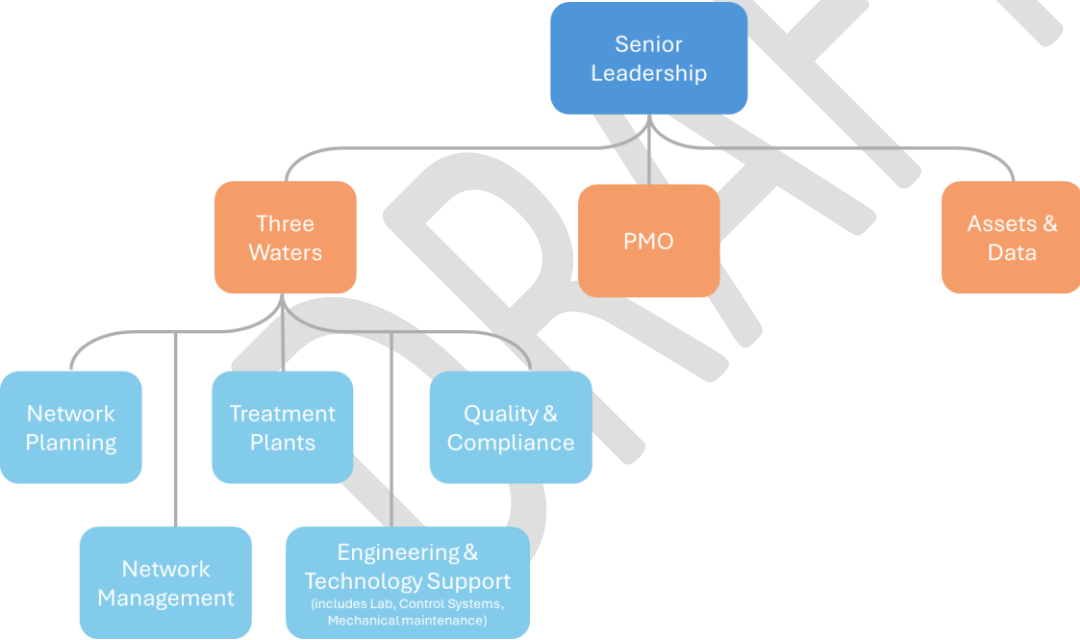 Senior
Leadership
Three
Waters
PMO
Assets &
Data
Network
Planning
Treatment
Plants
Quality &
Compliance
Network
Management
Engineering &
Technology Support
(includes Lab, Control Systems,
Mechanical maintenance)
DRAFT